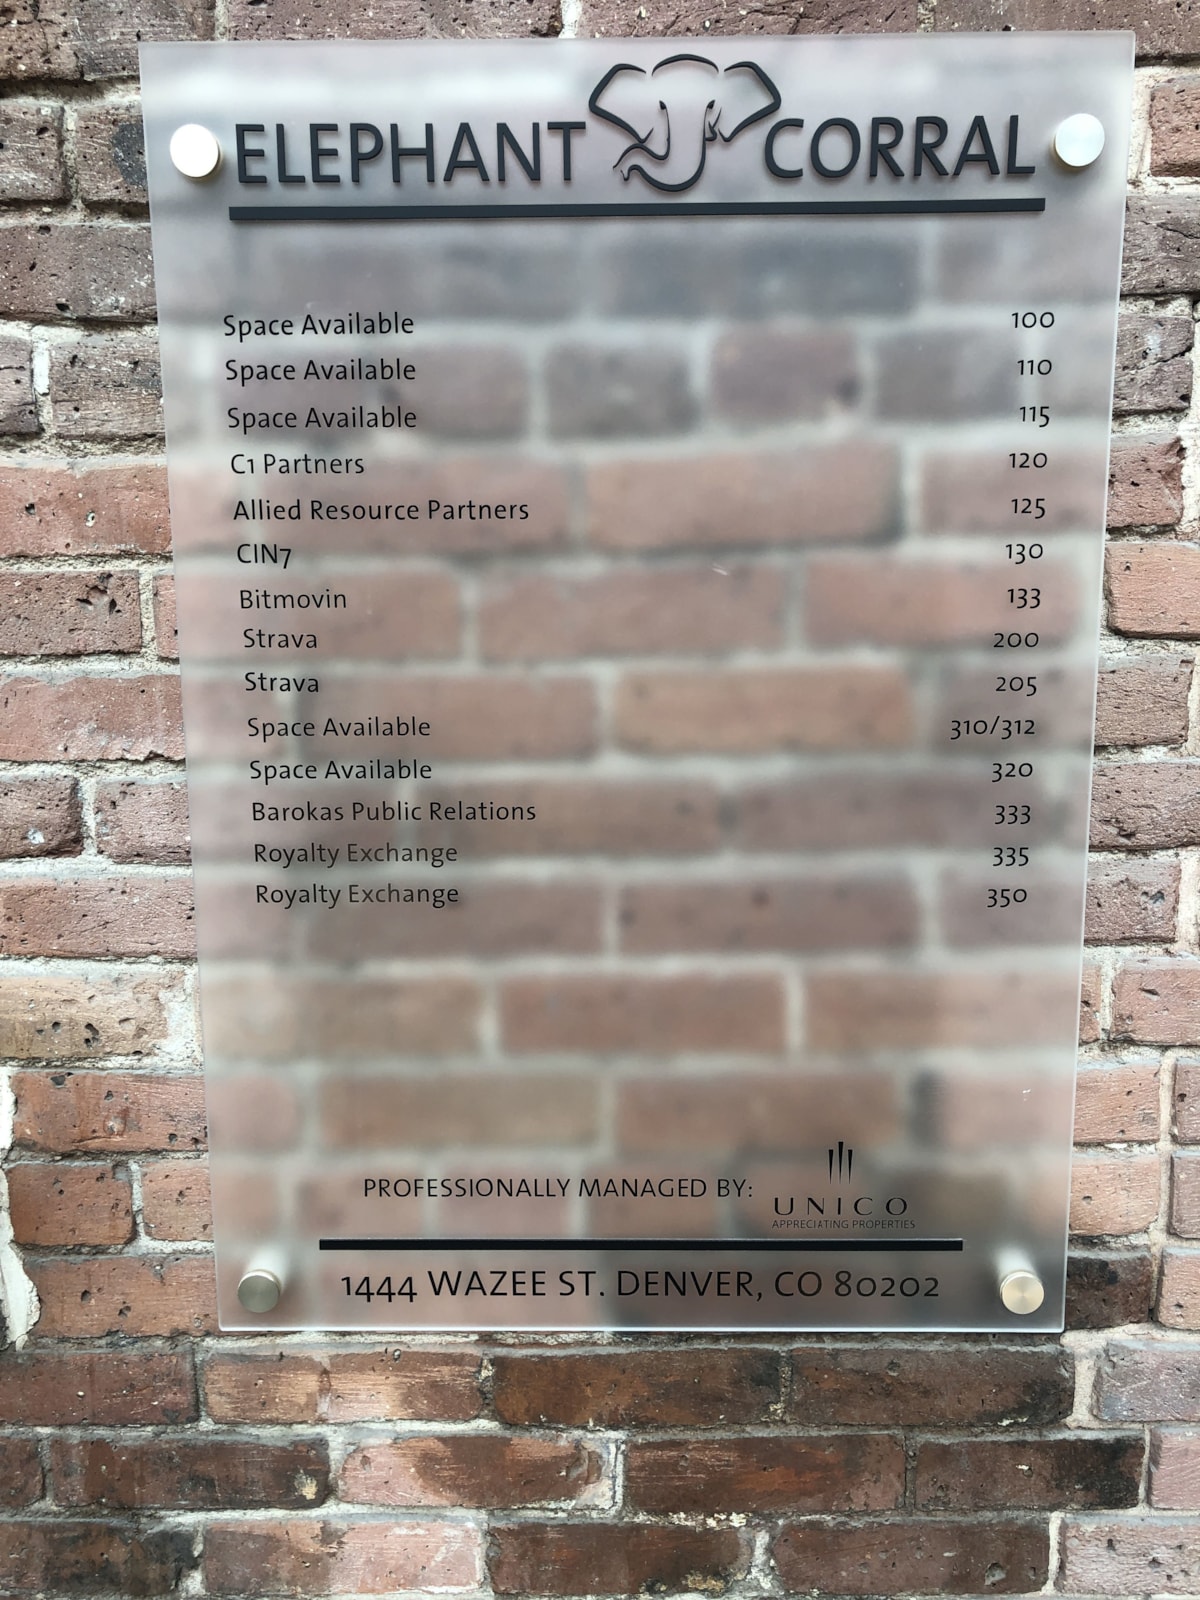 ELEPHANT CORRAL
Space Available 100
Space Available 110
Space Available 115
C1 Partners 120
Allied Resource Partners 125
CIN7 130
Bitmovin 133
Strava 200
Strava 205
Space Available 310/312
Space Available 320
Barokas Public Relations 333
Royalty Exchange 335
Royalty Exchange 350
PROFESSIONALLY MANAGED BY: UNICO
APPRECIATING PROPERTIES
1444 WAZEE ST. DENVER, CO 80202